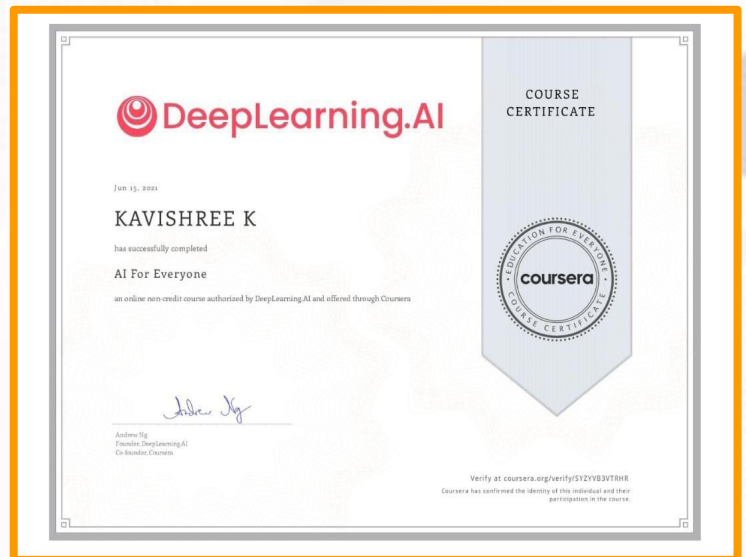 DeepLearning.AI
COURSE
CERTIFICATE
Jun 15, 2021
KAVISHREE K
has successfully completed
AI For Everyone
an online non-credit course authorized by DeepLearning.AI and offered through Coursera
EDUCATION FOR EVERYONE
coursera
COURSE CERTIFICATE
Andrew Ng
Andrew Ng
Founder, DeepLearning.AI
Co-founder, Coursera
Verify at coursera.org/verify/SYZYVB3VTRHR
Coursera has confirmed the identity of this individual and their
participation in the course.